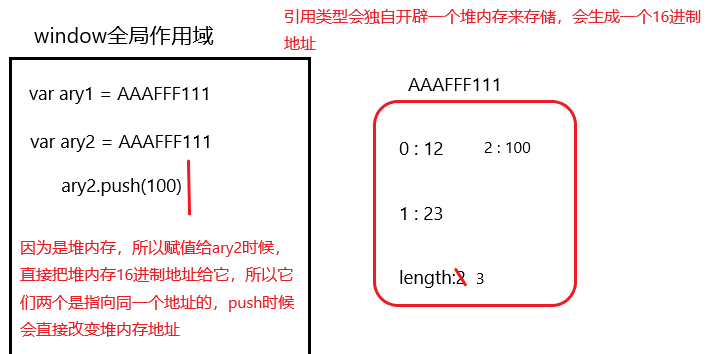 引用类型会独自开辟一个堆内存来存储，会生成一个16进制
地址
window全局作用域
var ary1 = AAAFFF111
var ary2 = AAAFFF111
ary2.push(100)
因为是堆内存，所以赋值给ary2时候，
直接把堆内存16进制地址给它，所以它
们两个是指向同一个地址的，push时候
会直接改变堆内存地址
AAAFFF111
0 : 12 2 : 100
1 : 23
length:2 3